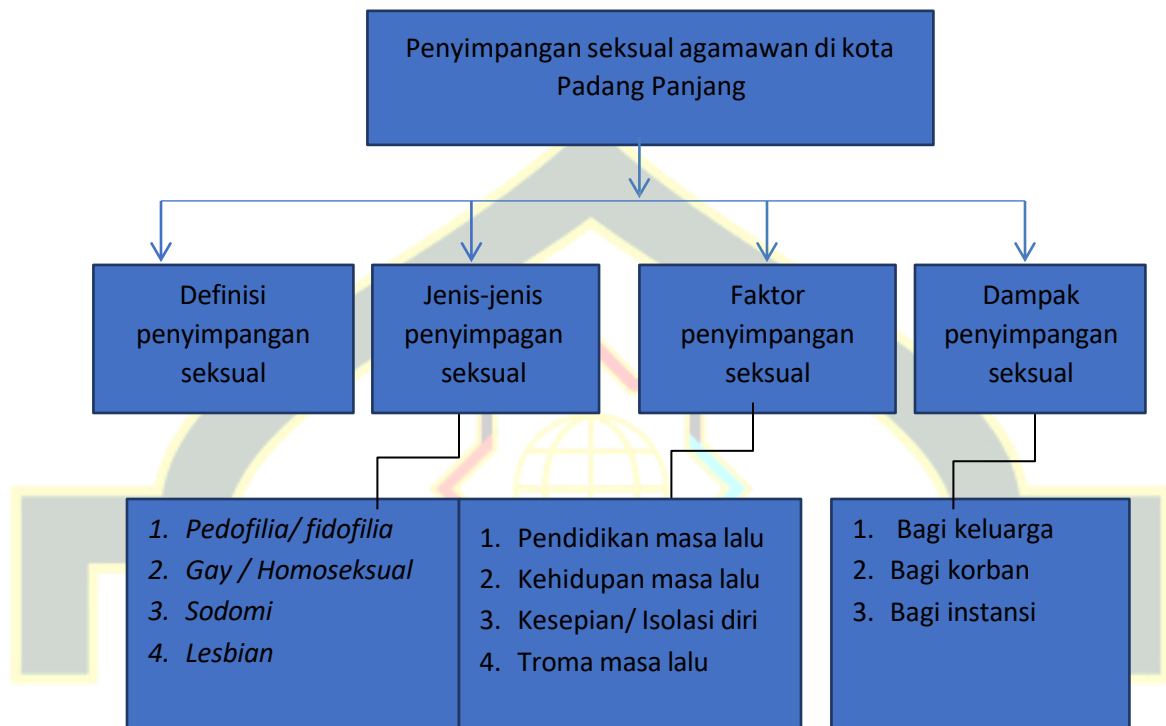 Penyimpangan seksual agamawan di kota
Padang Panjang
Definisi
penyimpangan
seksual
Jenis-jenis
penyimpagan
seksual
Faktor
penyimpangan
seksual
Dampak
penyimpangan
seksual
1. Pedofilia/ fidofilia
2. Gay / Homoseksual
3. Sodomi
4. Lesbian
1. Pendidikan masa lalu
2. Kehidupan masa lalu
3. Kesepian/ Isolasi diri
4. Troma masa lalu
1. Bagi keluarga
2. Bagi korban
3. Bagi instansi